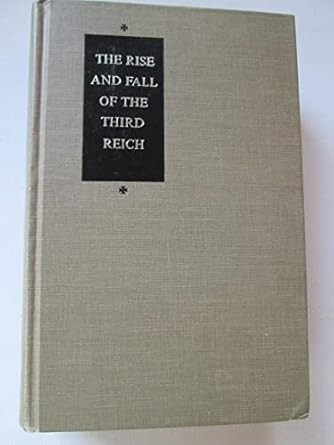 THE RISE
AND FALL
OF THE
THIRD
REICH